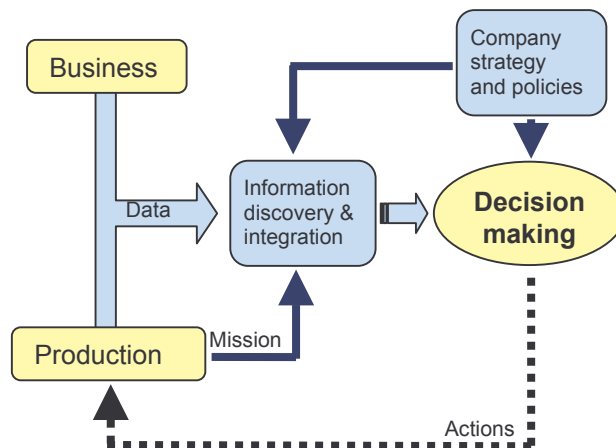 Business
Company
strategy
and policies
Data
Information
discovery &
integration
Decision
making
Production
Mission
Actions